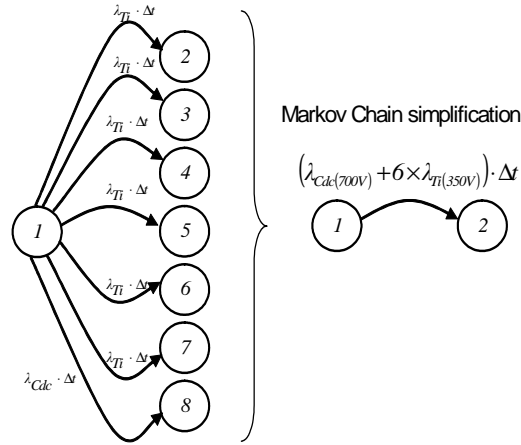 λTi · Δt
2
λTi · Δt
3
λTi · Δt
4
λTi · Δt
5
1
λTi · Δt
6
λTi · Δt
7
λCdc · Δt
8
Markov Chain simplification
(λCdc(700V) + 6 × λTi(350V)) · Δt
1
2